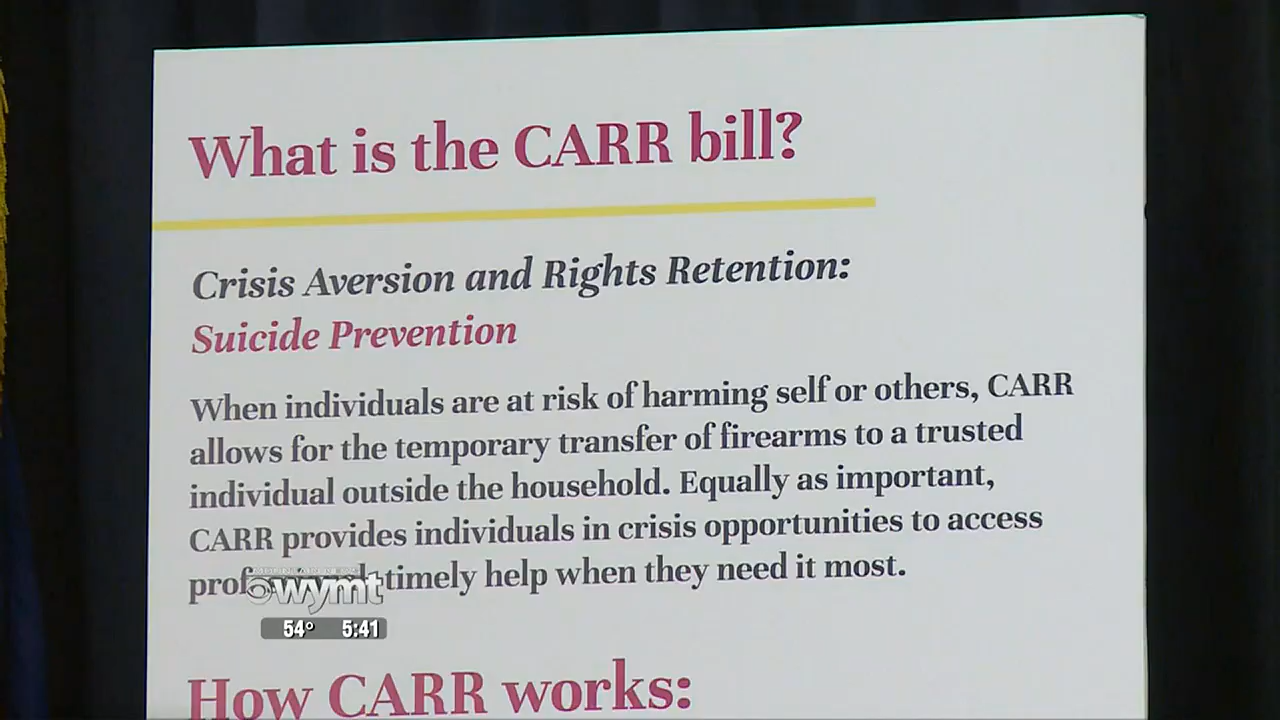 What is the CARR bill?
Crisis Aversion and Rights Retention:
Suicide Prevention
When individuals are at risk of harming self or others, CARR
allows for the temporary transfer of firearms to a trusted
individual outside the household. Equally as important,
CARR provides individuals in crisis opportunities to access
timely help when they need it most.
wymt
54° 5:41
How CARR works: